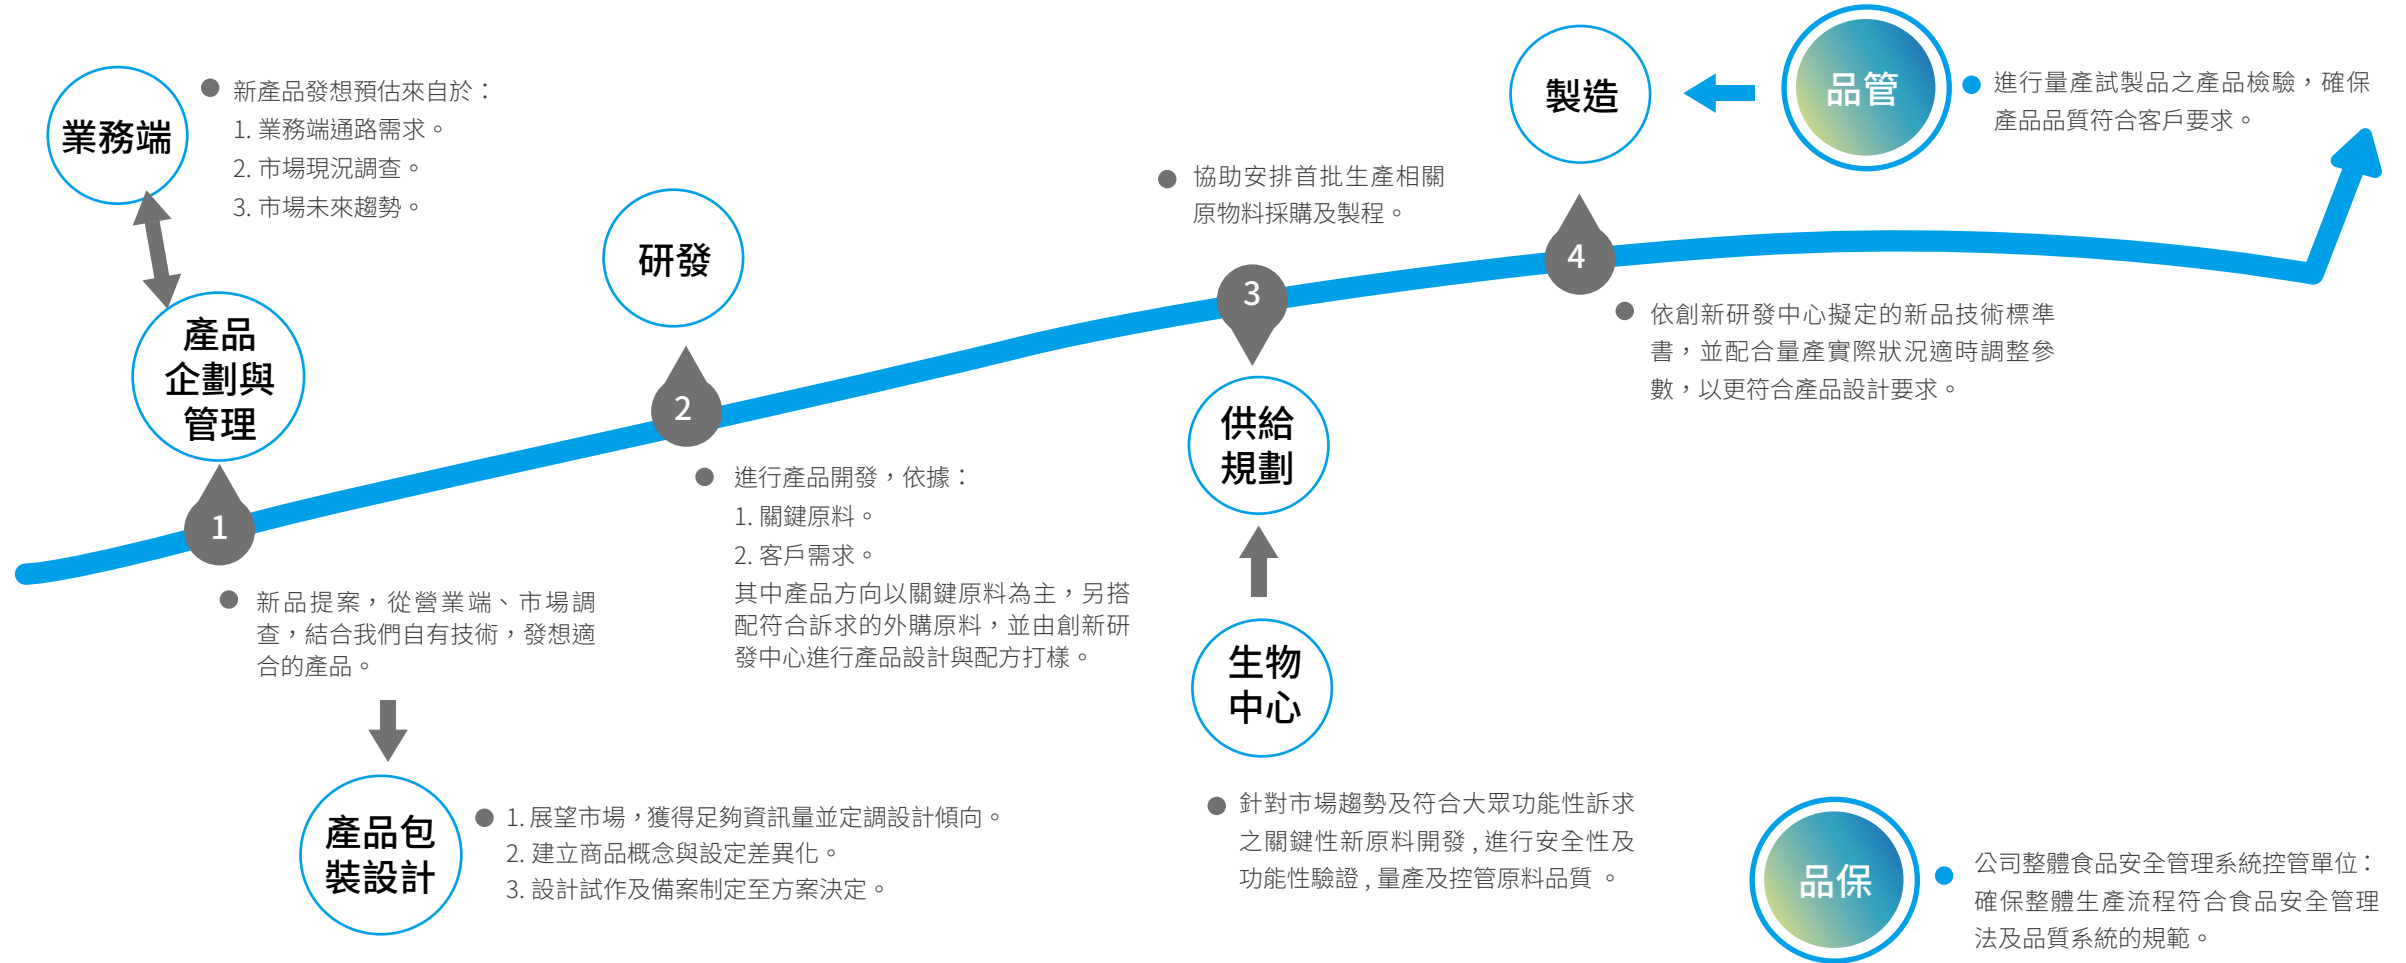 業務端
新產品發想預估來自於：
1. 業務端通路需求。
2. 市場現況調查。
3. 市場未來趨勢。
產品
企劃與
管理
1
新品提案，從營業端、市場調
查，結合我們自有技術，發想適
合的產品。
產品包
裝設計
1. 展望市場，獲得足夠資訊量並定調設計傾向。
2. 建立商品概念與設定差異化。
3. 設計試作及備案制定至方案決定。
研發
2
進行產品開發，依據：
1. 關鍵原料。
2. 客戶需求。
其中產品方向以關鍵原料為主，另搭
配符合訴求的外購原料，並由創新研
發中心進行產品設計與配方打樣。
協助安排首批生產相關
原物料採購及製程。
3
供給
規劃
生物
中心
針對市場趨勢及符合大眾功能性訴求
之關鍵性新原料開發 , 進行安全性及
功能性驗證 , 量產及控管原料品質 。
製造
4
依創新研發中心擬定的新品技術標準
書，並配合量產實際狀況適時調整參
數，以更符合產品設計要求。
品管
進行量產試製品之產品檢驗，確保
產品品質符合客戶要求。
品保
公司整體食品安全管理系統控管單位：
確保整體生產流程符合食品安全管理
法及品質系統的規範。